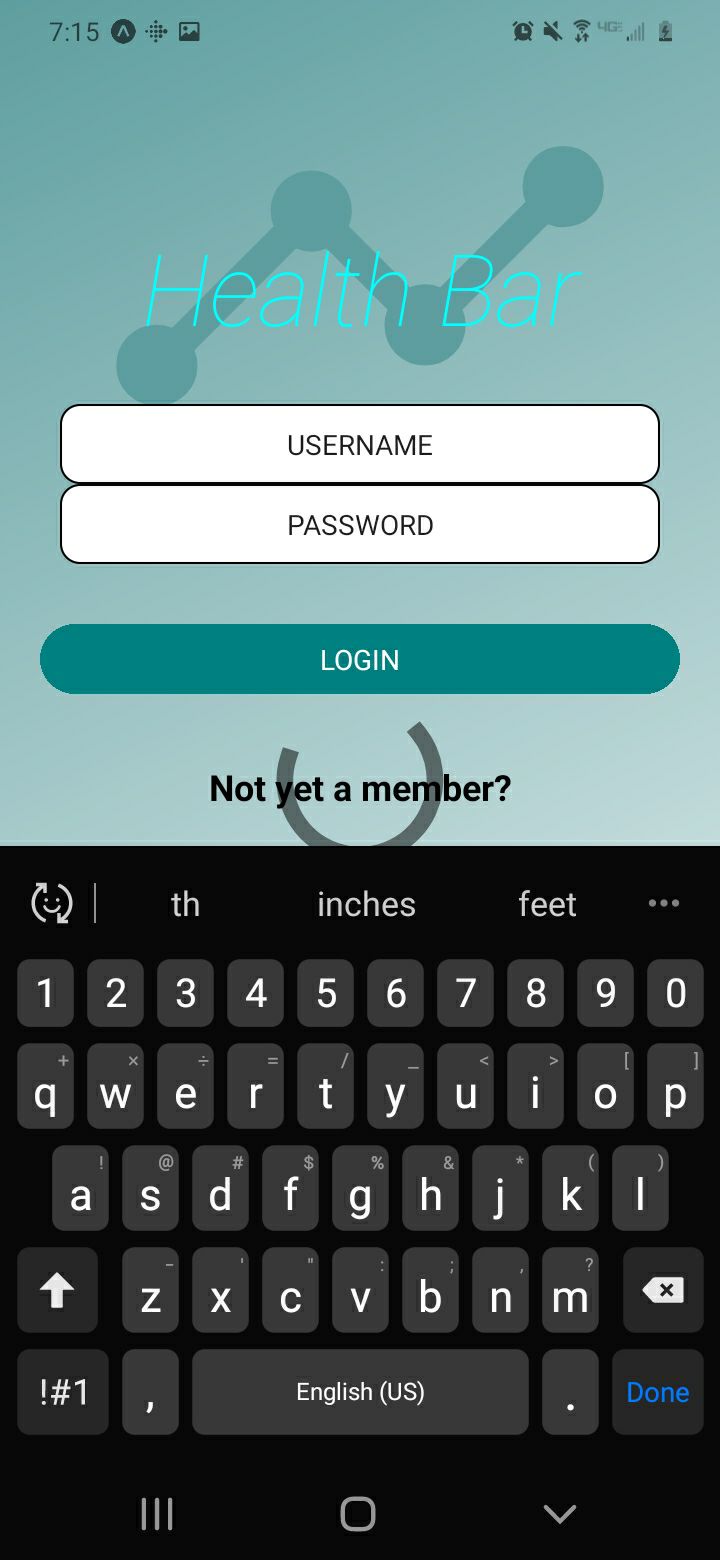 7:15 4GE
Health Bar
USERNAME
PASSWORD
LOGIN
Not yet a member?
th inches feet •••
1 2 3 4 5 6 7 8 9 0
+ × ÷ = / _ < > [ ]
q w e r t y u i o p
! @ # $ % & * ( )
a s d f g h j k l
- ' " : ; , ?
z x c v b n m
!#1 , English (US) . Done